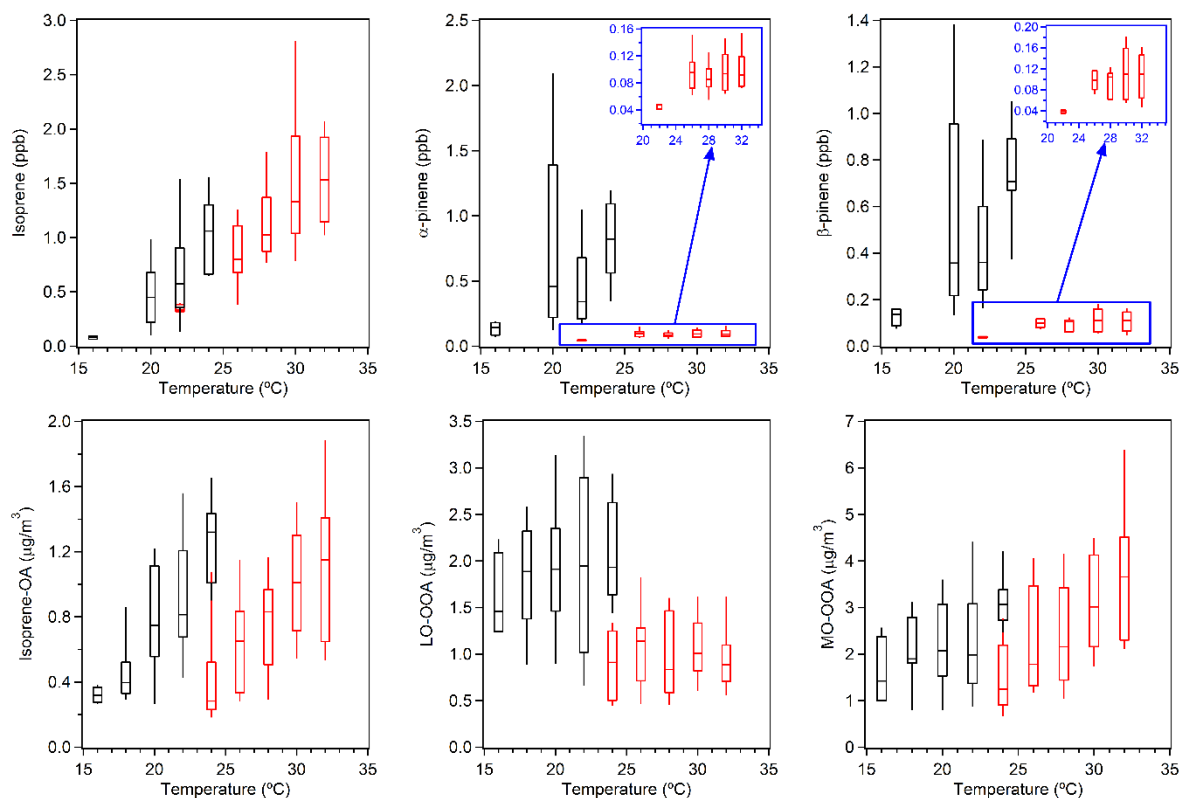 3.0
2.5
2.0
1.5
1.0
0.5
0.0
Isoprene (ppb)
15 20 25 30 35
Temperature (ºC)
2.5
2.0
1.5
1.0
0.5
0.0
α-pinene (ppb)
15 20 25 30 35
Temperature (ºC)
0.16
0.12
0.08
0.04
20 24 28 32
1.4
1.2
1.0
0.8
0.6
0.4
0.2
0.0
β-pinene (ppb)
15 20 25 30 35
Temperature (ºC)
0.20
0.16
0.12
0.08
0.04
20 24 28 32
2.0
1.6
1.2
0.8
0.4
0.0
Isoprene-OA (µg/m³)
15 20 25 30 35
Temperature (ºC)
3.5
3.0
2.5
2.0
1.5
1.0
0.5
0.0
LO-OOA (µg/m³)
15 20 25 30 35
Temperature (ºC)
7
6
5
4
3
2
1
0
MO-OOA (µg/m³)
15 20 25 30 35
Temperature (ºC)